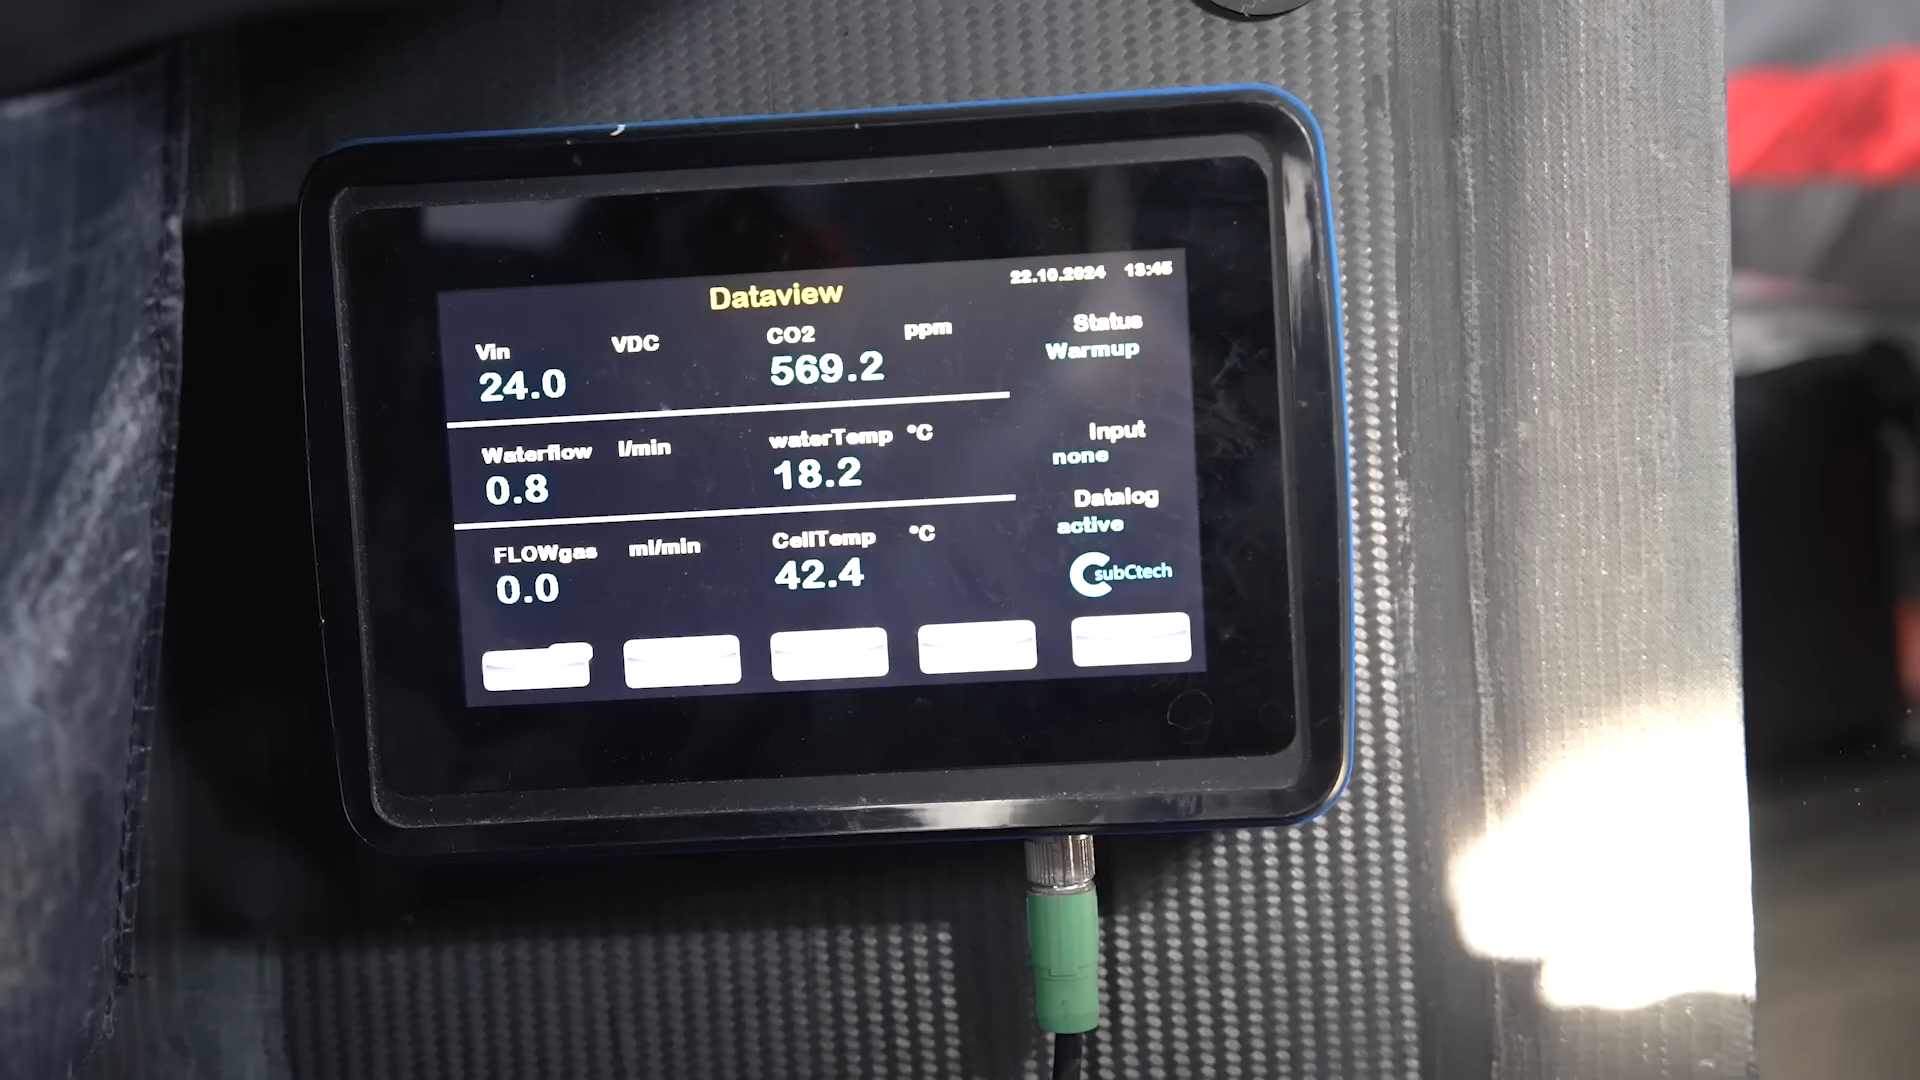 22.10.2024 13:45
Dataview
Vin VDC
24.0
CO2 ppm
569.2
Status
Warmup
Waterflow l/min
0.8
waterTemp °C
18.2
Input
none
FLOWgas ml/min
0.0
CellTemp °C
42.4
Datalog
active
subCtech